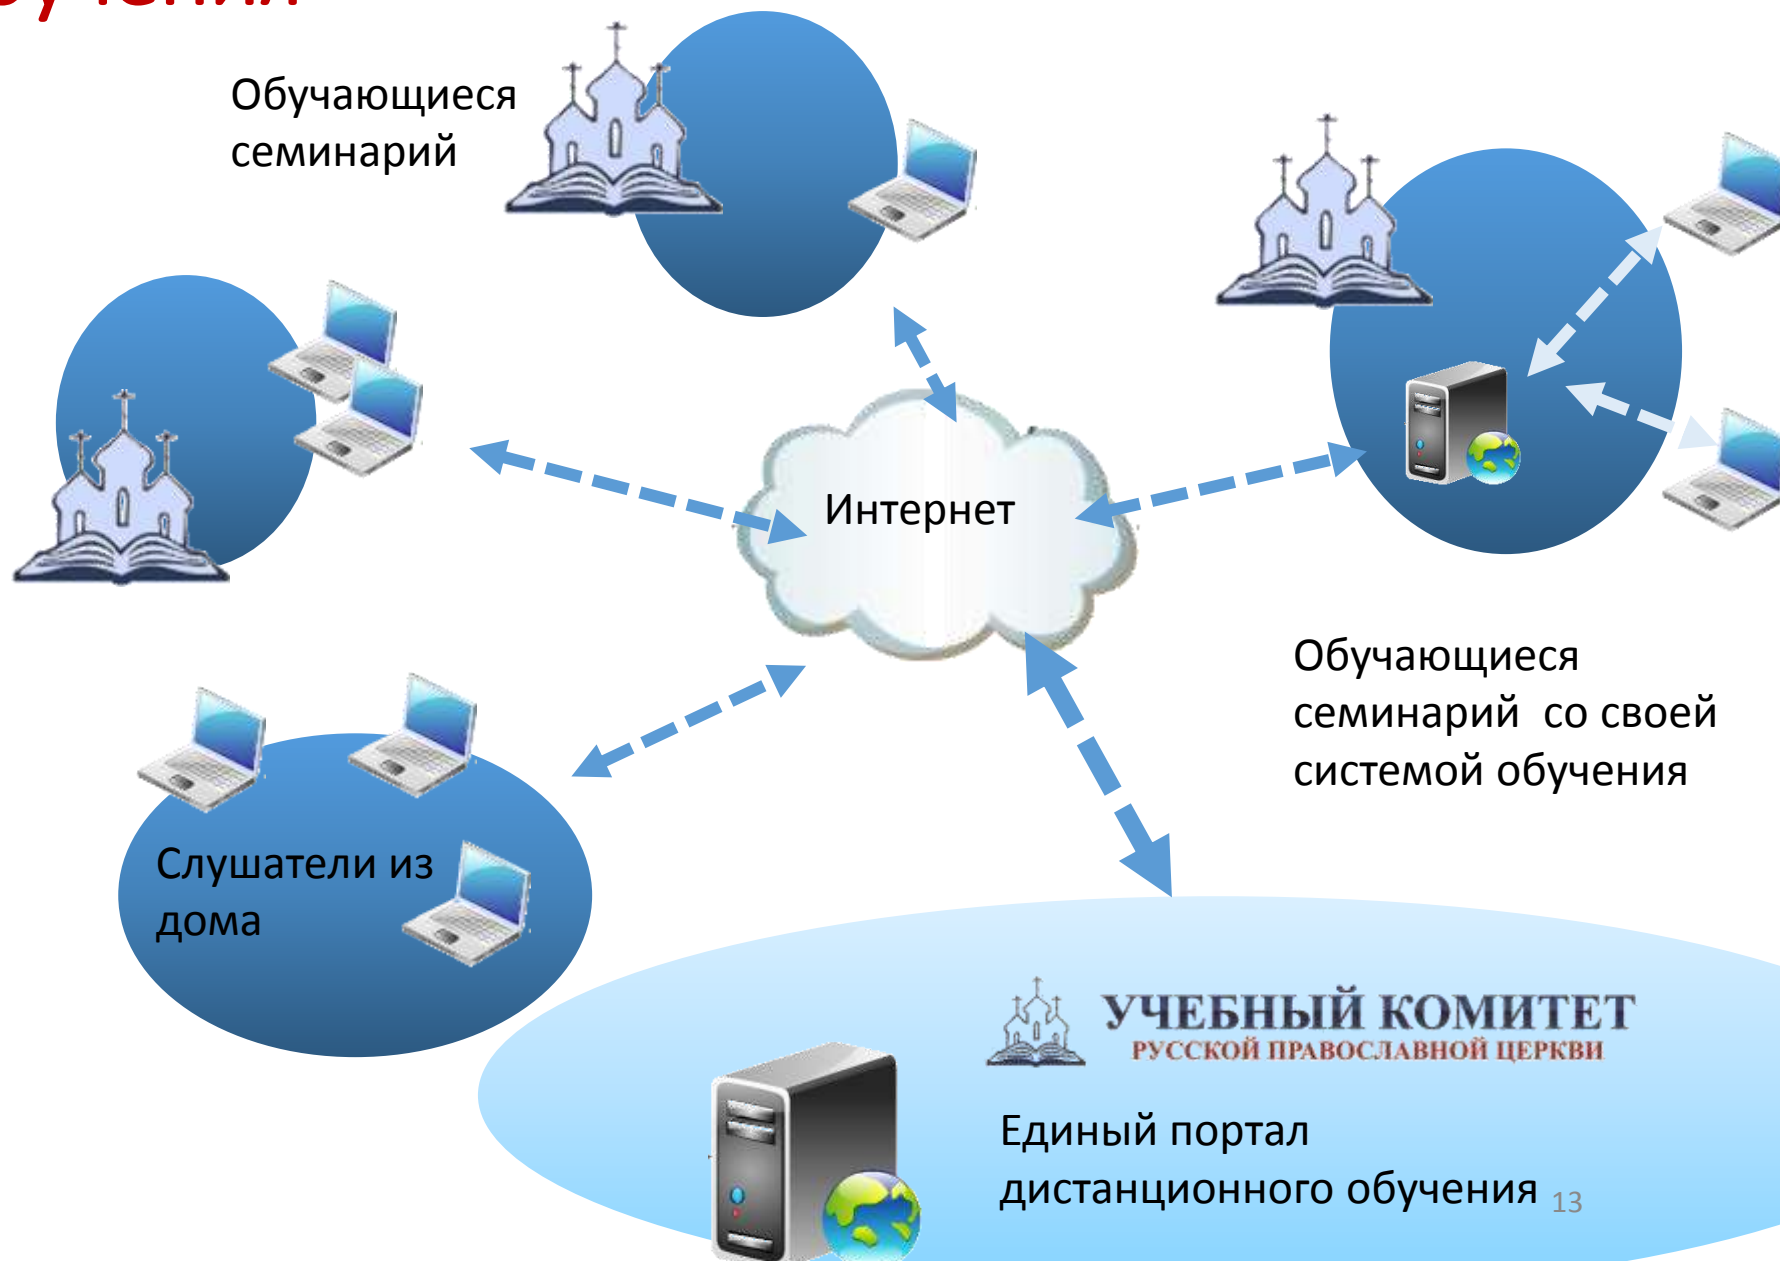 Обучающиеся
семинарий
Интернет
Обучающиеся
семинарий со своей
системой обучения
Слушатели из
дома
УЧЕБНЫЙ КОМИТЕТ
РУССКОЙ ПРАВОСЛАВНОЙ ЦЕРКВИ
Единый портал
дистанционного обучения
13